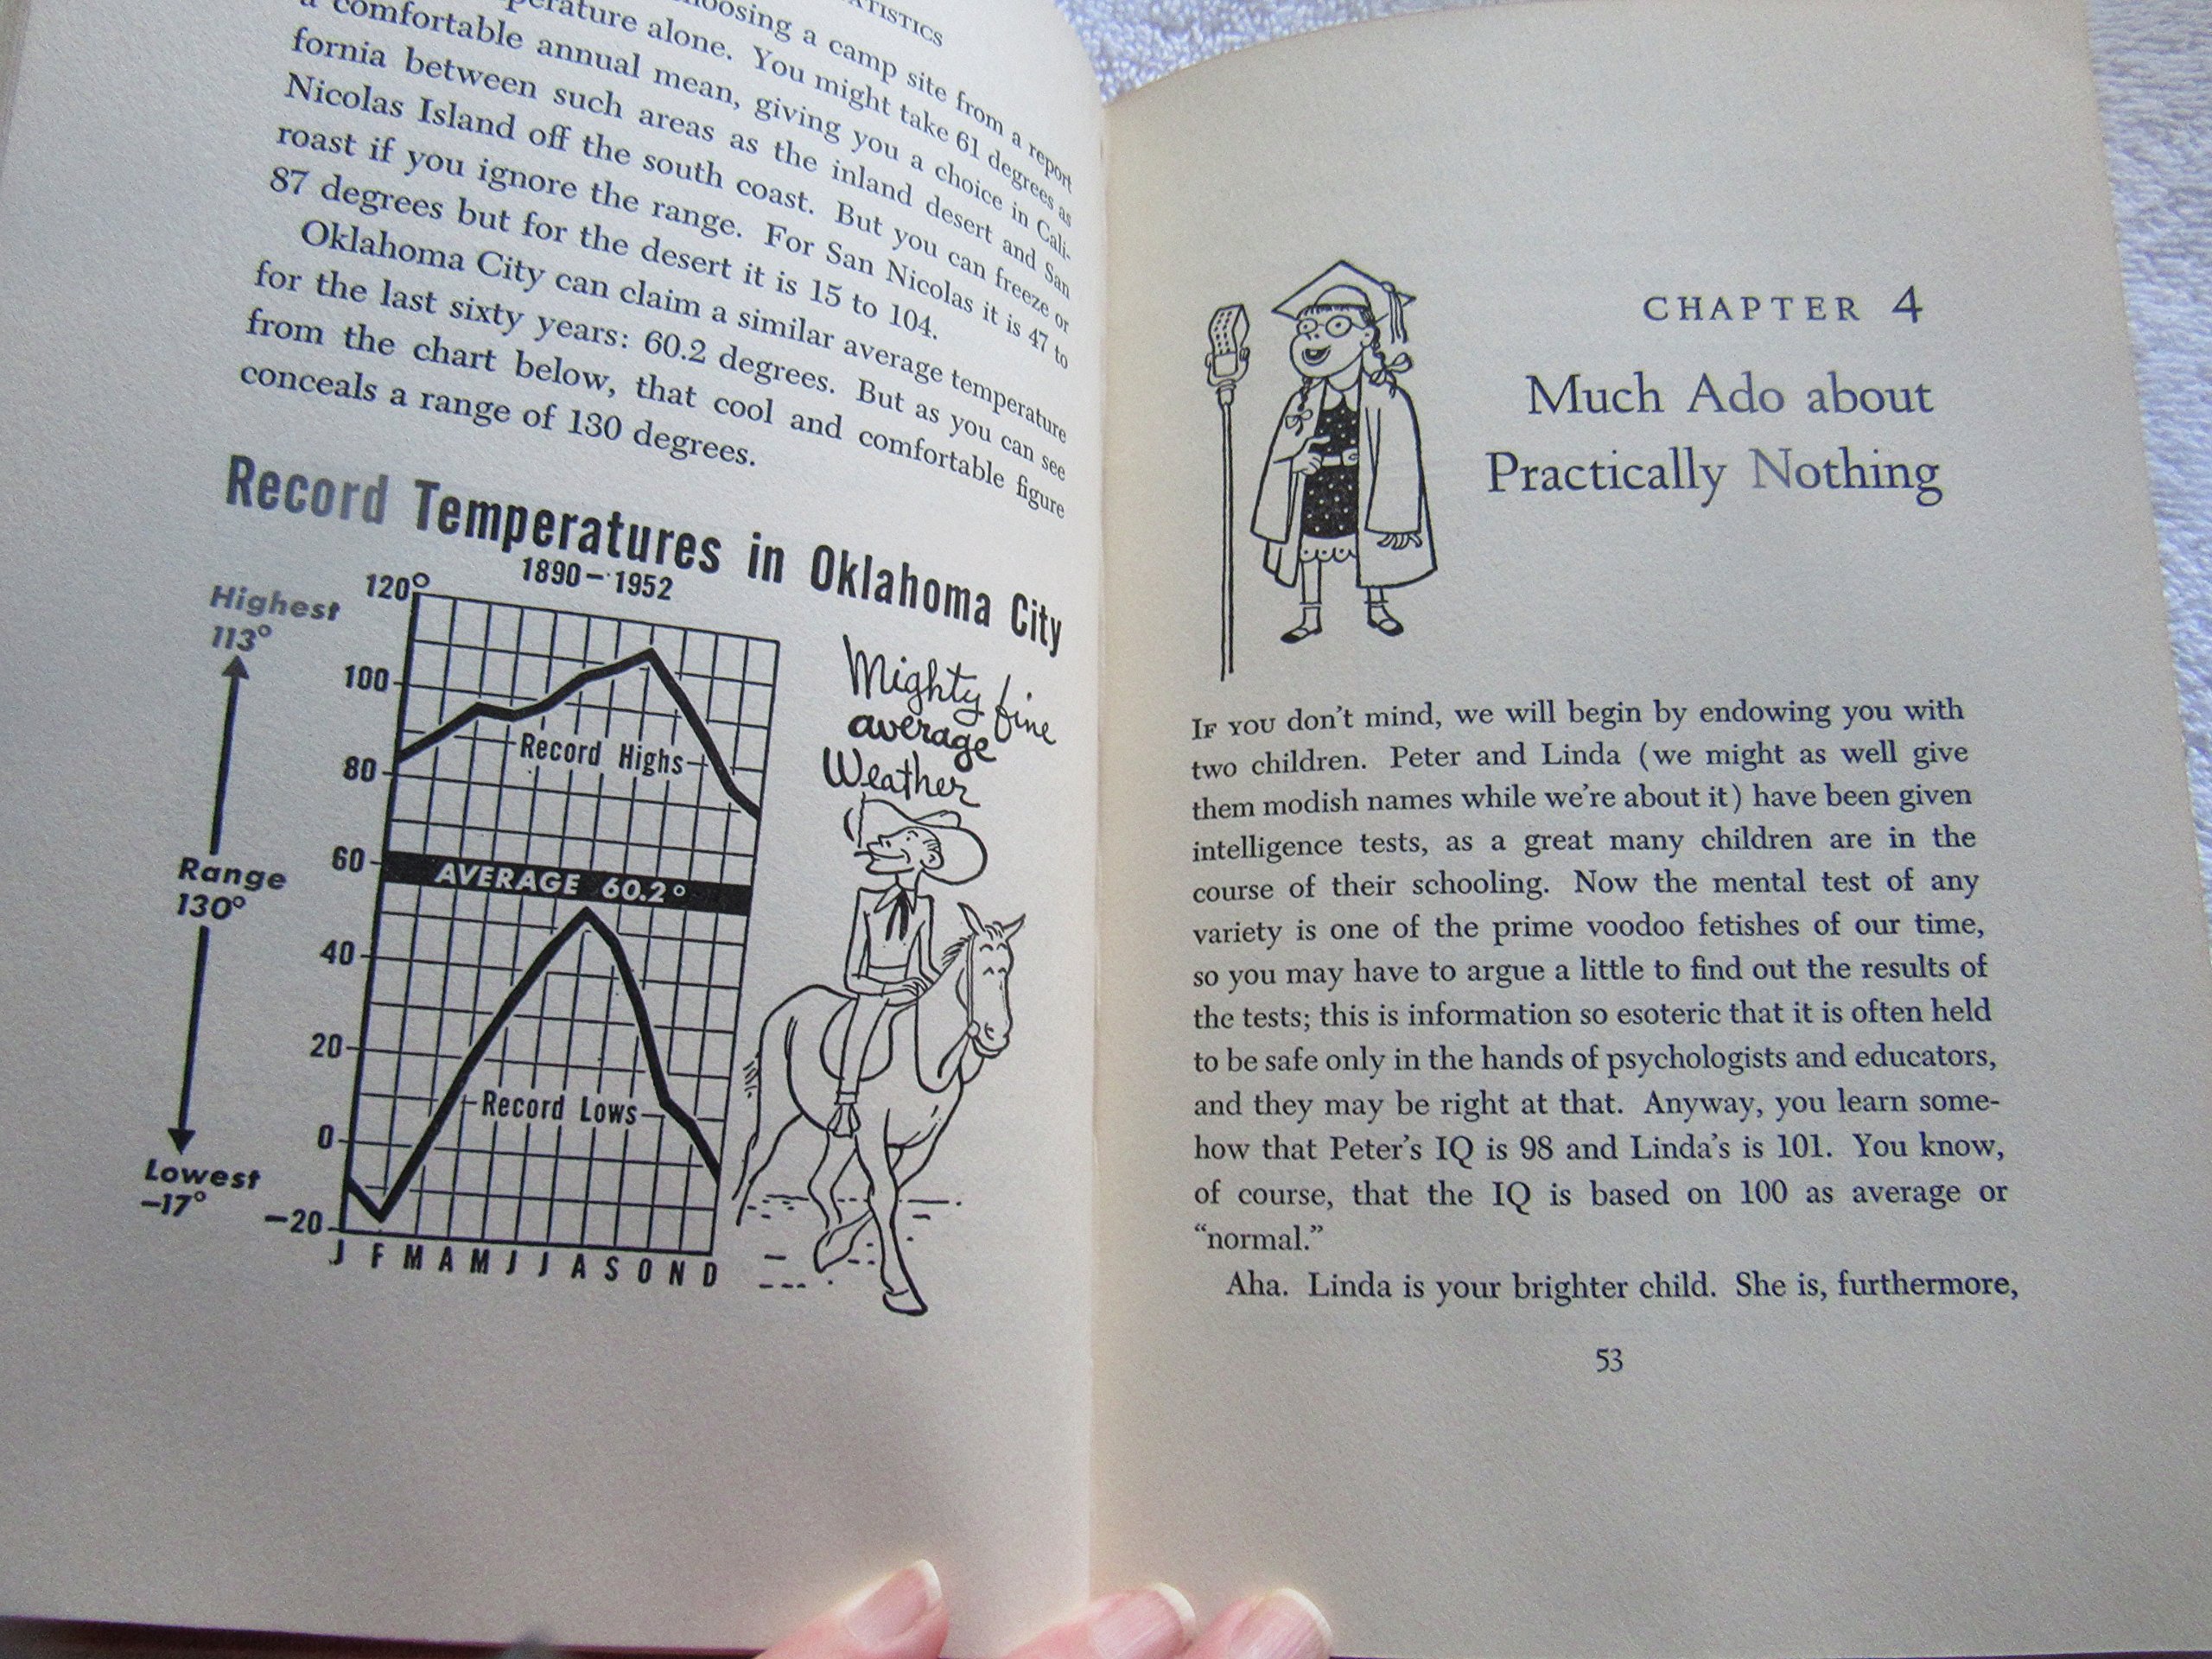 TISTICS
oosing a camp site from a report
perature alone. You might take 61 degrees as
a comfortable annual mean, giving you a choice in Cali-
fornia between such areas as the inland desert and San
Nicolas Island off the south coast. But you can freeze or
roast if you ignore the range. For San Nicolas it is 47 to
87 degrees but for the desert it is 15 to 104.
Oklahoma City can claim a similar average temperature
for the last sixty years: 60.2 degrees. But as you can see
from the chart below, that cool and comfortable figure
conceals a range of 130 degrees.
Record Temperatures in Oklahoma City
1890–1952
Highest
113°
Range
130°
Lowest
-17°
120°
100
80
60
40
20
0
-20
Record Highs
AVERAGE 60.2°
Record Lows
J F M A M J J A S O N D
Mighty fine
average
Weather
CHAPTER 4
Much Ado about
Practically Nothing
IF YOU don't mind, we will begin by endowing you with
two children. Peter and Linda (we might as well give
them modish names while we're about it) have been given
intelligence tests, as a great many children are in the
course of their schooling. Now the mental test of any
variety is one of the prime voodoo fetishes of our time,
so you may have to argue a little to find out the results of
the tests; this is information so esoteric that it is often held
to be safe only in the hands of psychologists and educators,
and they may be right at that. Anyway, you learn some-
how that Peter's IQ is 98 and Linda's is 101. You know,
of course, that the IQ is based on 100 as average or
"normal."
Aha. Linda is your brighter child. She is, furthermore,
53